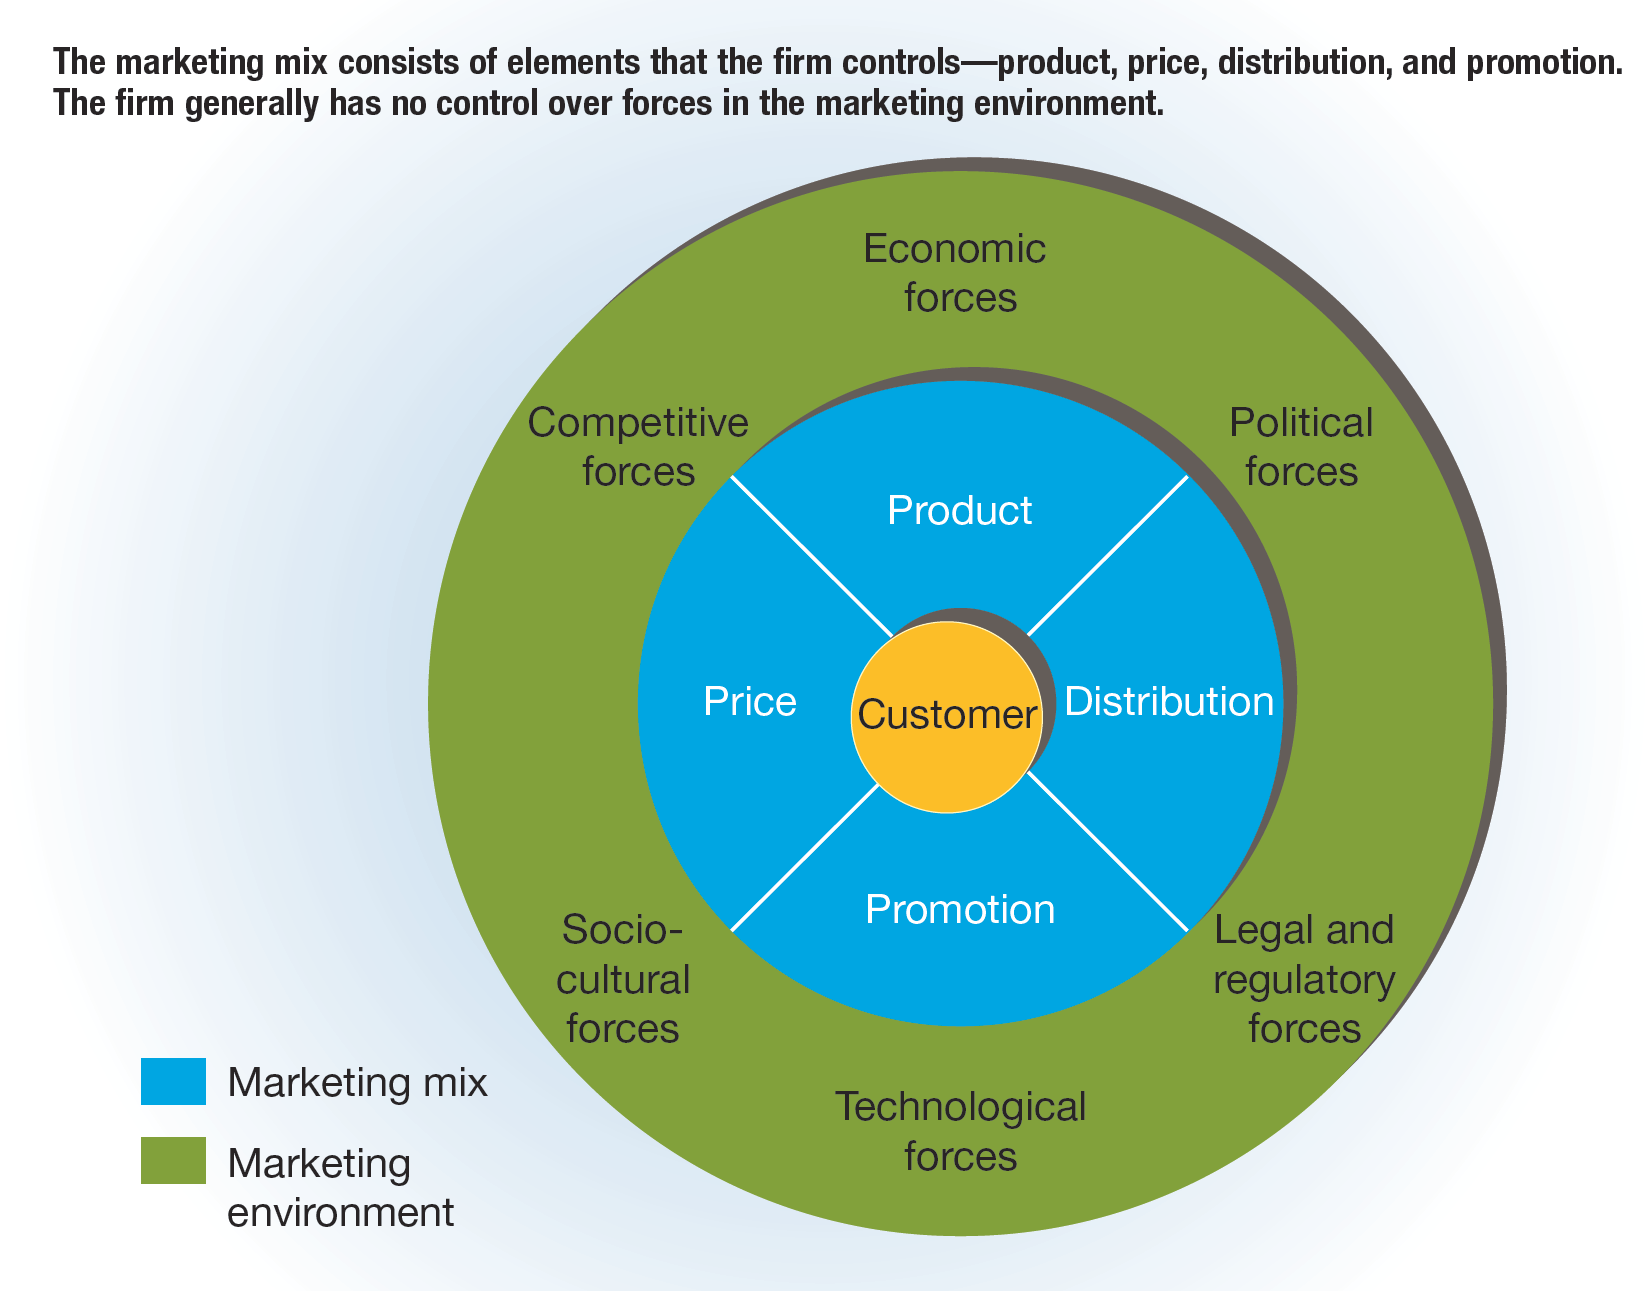 The marketing mix consists of elements that the firm controls—product, price, distribution, and promotion.
The firm generally has no control over forces in the marketing environment.
Economic
forces
Competitive
forces
Political
forces
Product
Price
Customer
Distribution
Promotion
Socio-
cultural
forces
Legal and
regulatory
forces
Technological
forces
Marketing mix
Marketing
environment